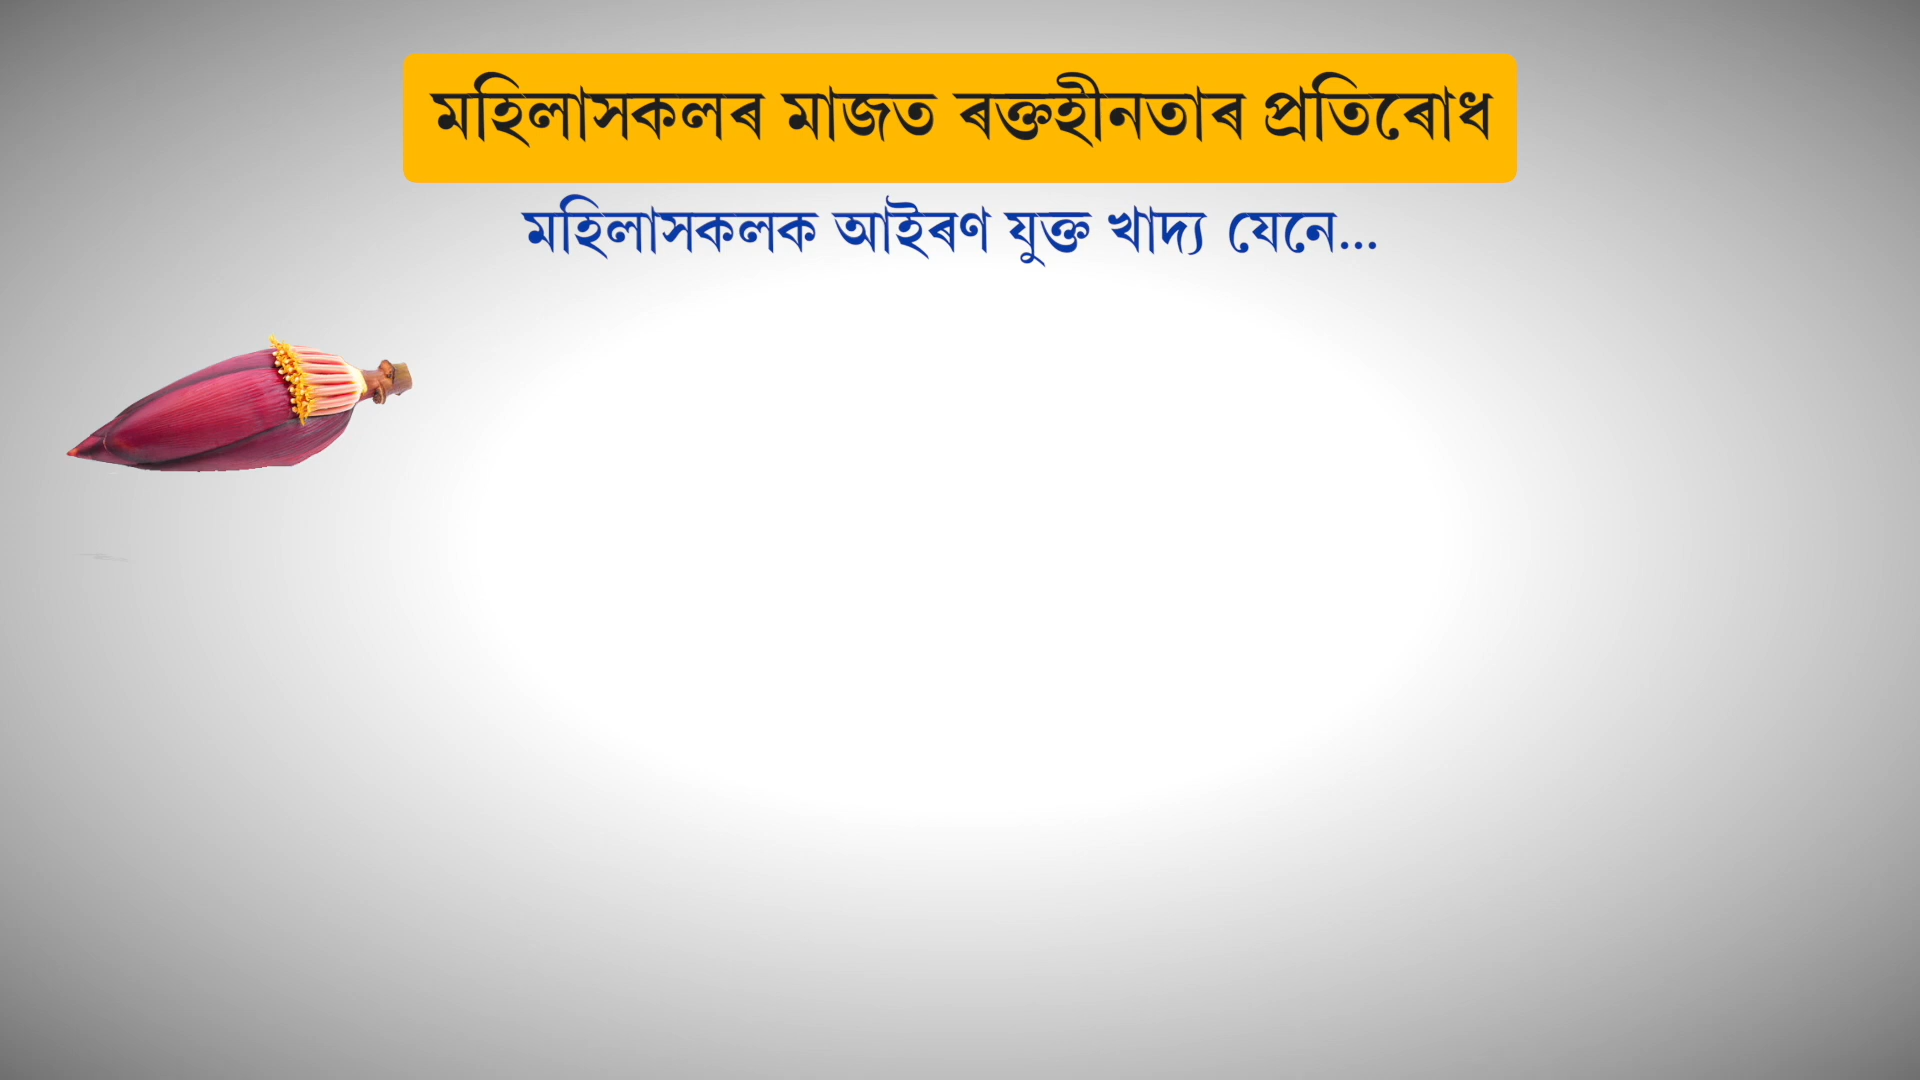 মহিলাসকলৰ মাজত ৰক্তহীনতাৰ প্ৰতিৰোধ
মহিলাসকলক আইৰণ যুক্ত খাদ্য যেনে...